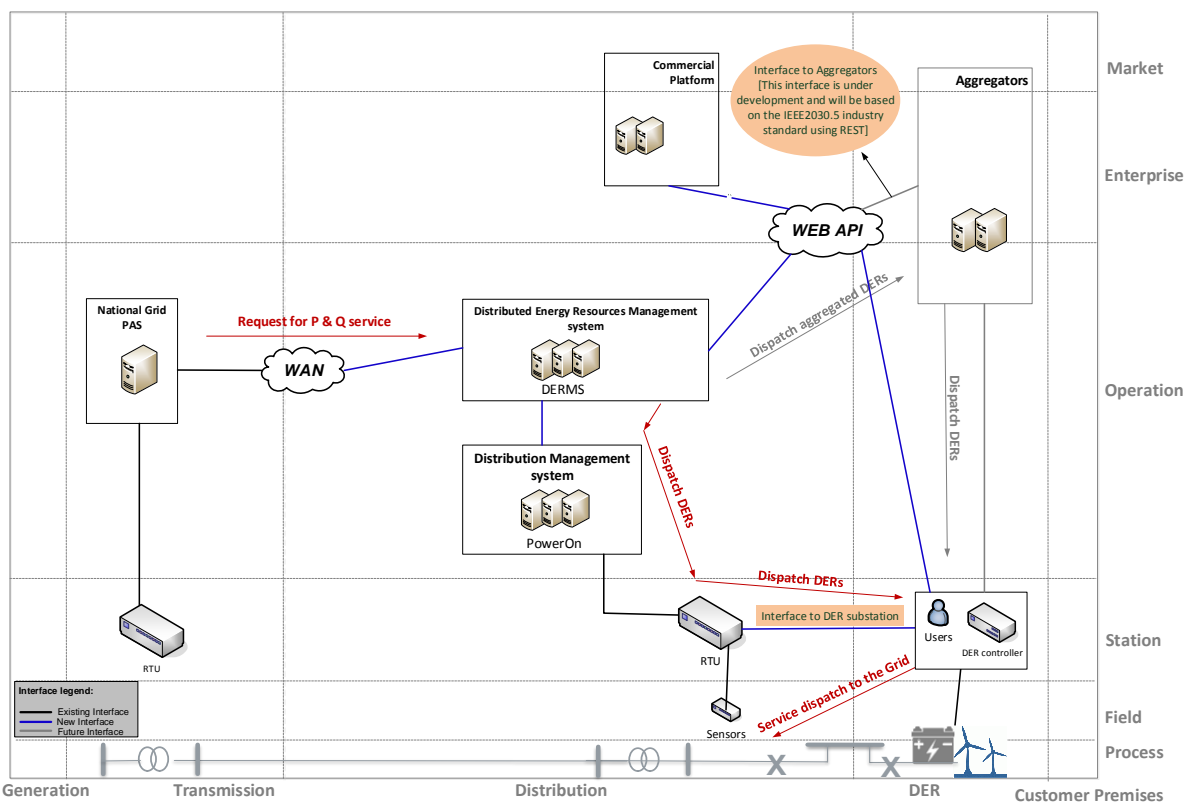 Commercial
Platform
Interface to Aggregators
[This interface is under
development and will be based
on the IEEE2030.5 industry
standard using REST]
Aggregators
Market
Enterprise
WEB API
National Grid
PAS
Request for P & Q service
WAN
Distributed Energy Resources Management
system
DERMS
Dispatch aggregated DERs
Dispatch DERs
Operation
Distribution Management
system
PowerOn
Dispatch DERs
Dispatch DERs
Interface to DER substation
Users
DER controller
RTU
RTU
Station
Service dispatch to the Grid
Sensors
Interface legend:
Existing Interface
New Interface
Future Interface
Field
Process
X
X
Generation
Transmission
Distribution
DER
Customer Premises